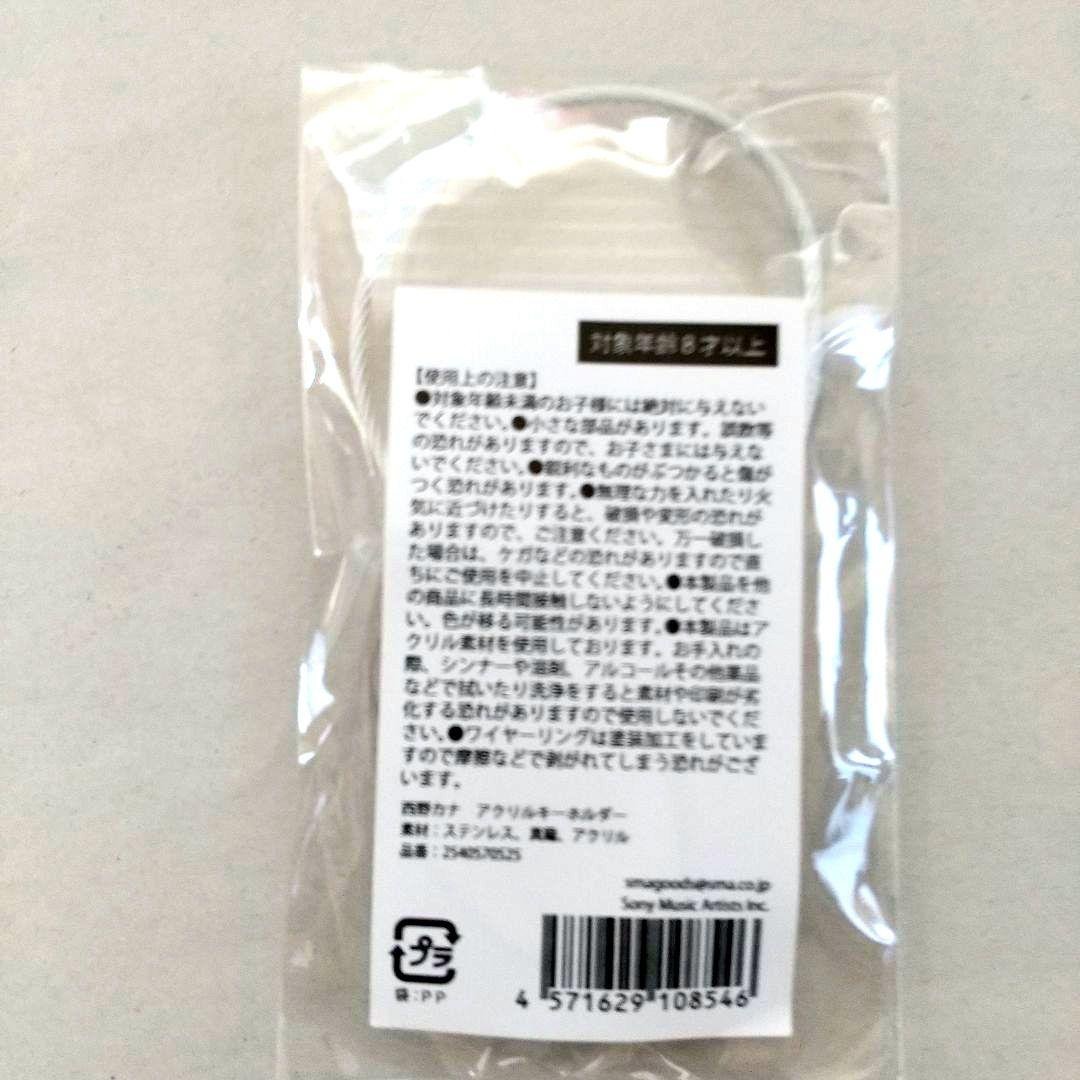 対象年齢8才以上
【使用上の注意】
●対象年齢未満のお子様には絶対に与えない
でください。●小さな部品があります。誤飲等
の恐れがありますので、お子さまには与えな
いでください。●鋭利なものがぶつかると傷が
つく恐れがあります。●無理な力を入れたり火
気に近づけたりすると、破損や変形の恐れが
ありますので、ご注意ください。万一破損し
た場合は、ケガなどの恐れがありますので直
ちにご使用を中止してください。●本製品を他
の商品に長時間接触しないようにしてくださ
い。色が移る可能性があります。●本製品はア
クリル素材を使用しております。お手入れの
際、シンナーや溶剤、アルコールその他薬品
などで拭いたり洗浄をすると素材や印刷が劣
化する恐れがありますので使用しないでくだ
さい。●ワイヤーリングは塗装加工をしていま
すので摩擦などで剥がれてしまう恐れがござ
います。
西野カナ アクリルキーホルダー
素材：ステンレス、真鍮、アクリル
品番：2540570525
smagoods@sma.co.jp
Sony Music Artists Inc.
プラ
袋：PP
4 571629 108546